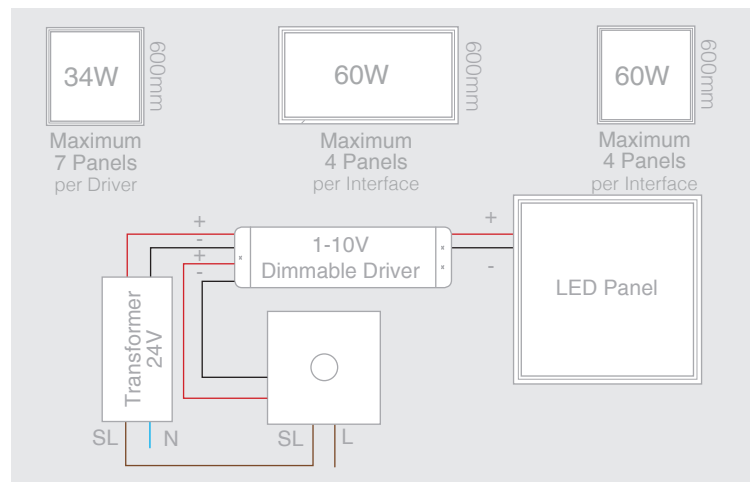 34W
600mm
Maximum
7 Panels
per Driver
60W
600mm
Maximum
4 Panels
per Interface
60W
600mm
Maximum
4 Panels
per Interface
+
-
+
-
1-10V
Dimmable Driver
+
-
LED Panel
Transformer
24V
SL
N
SL
L